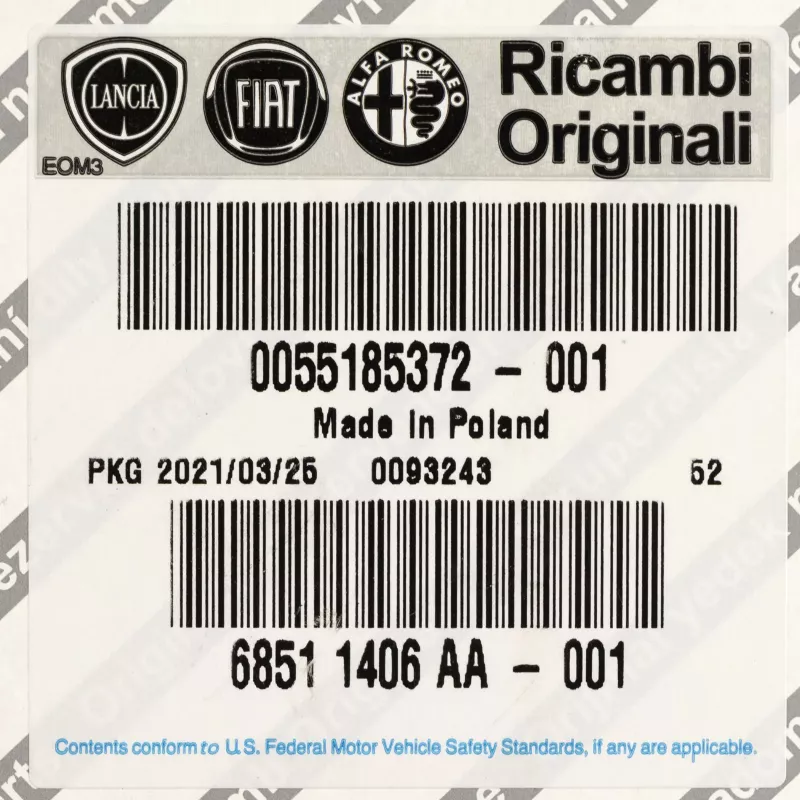 LANCIA FIAT ALFA ROMEO Ricambi
Originali
EOM3
0055185372 - 001
Made In Poland
PKG 2021/03/25 0093243 52
6851 1406 AA - 001
Contents conform to U.S. Federal Motor Vehicle Safety Standards, if any are applicable.